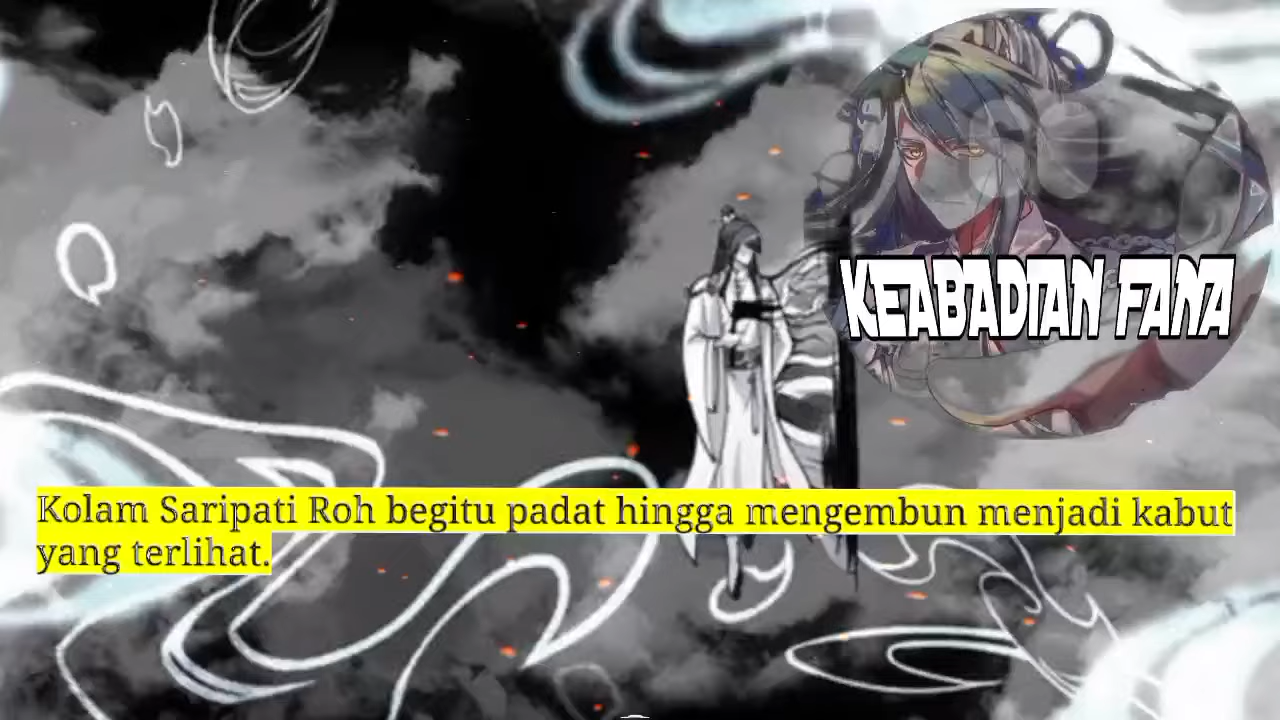 KEABADIAN FANA
Kolam Saripati Roh begitu padat hingga mengembun menjadi kabut
yang terlihat.